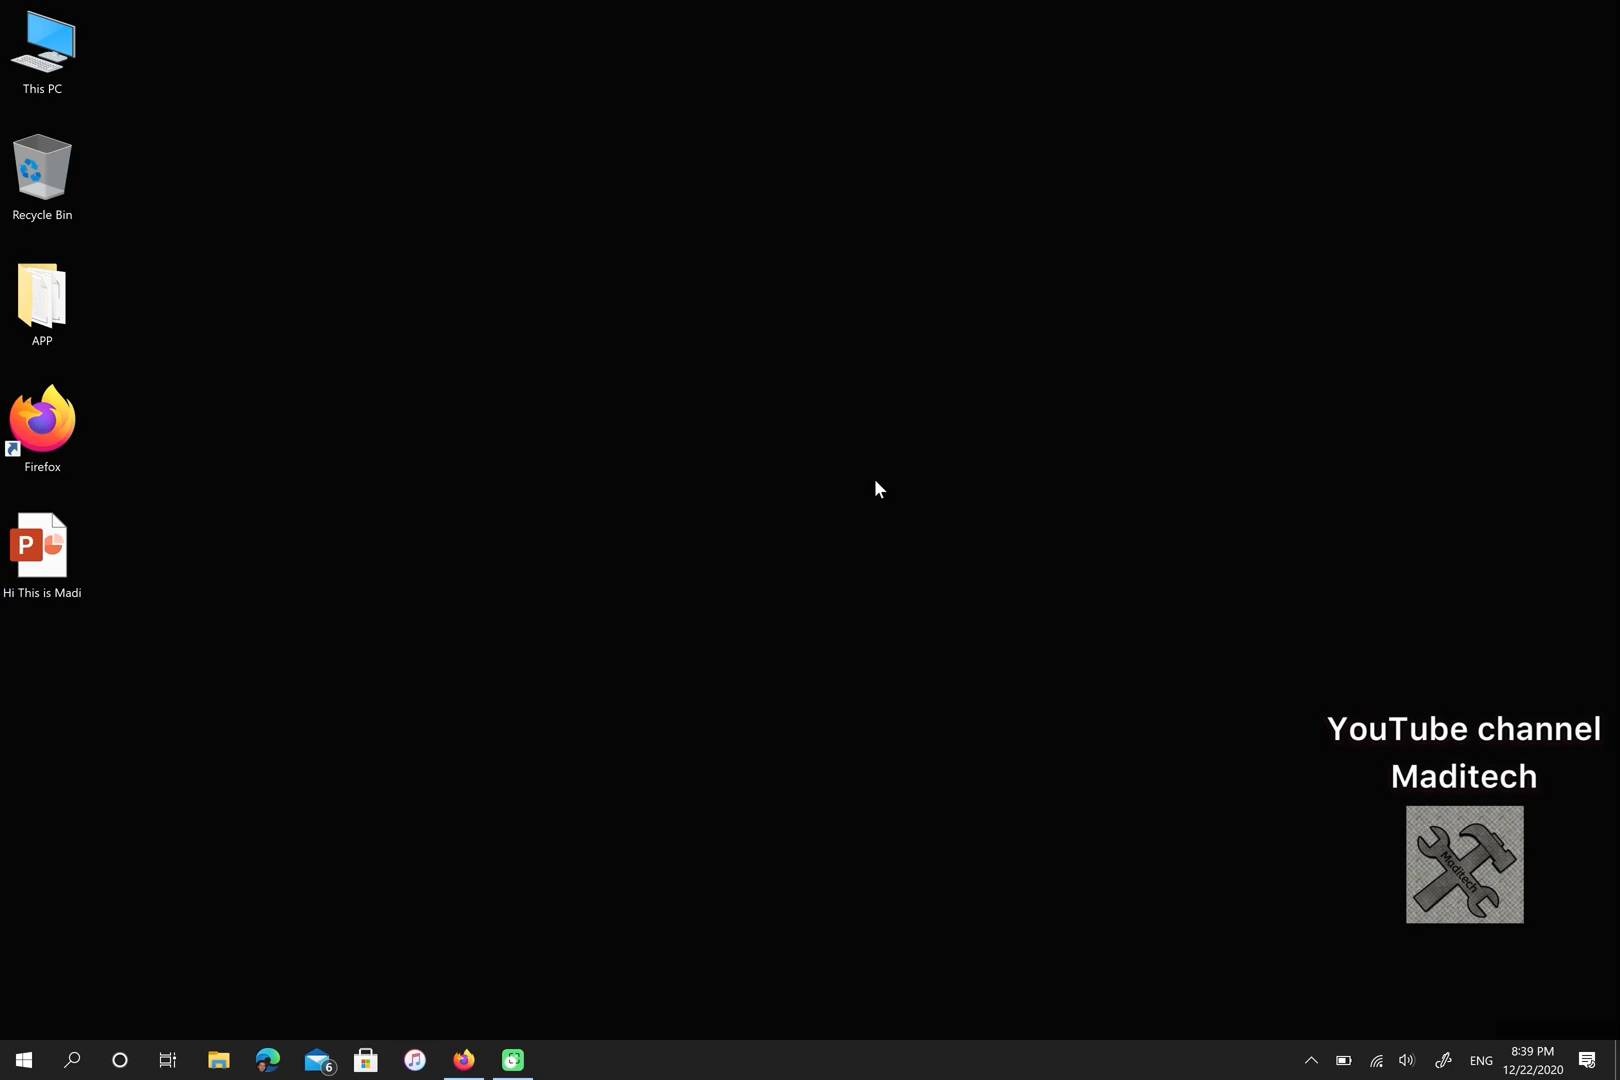 This PC
Recycle Bin
APP
Firefox
P
Hi This is Madi
YouTube channel
Maditech
Maditech
6
ENG
8:39 PM
12/22/2020